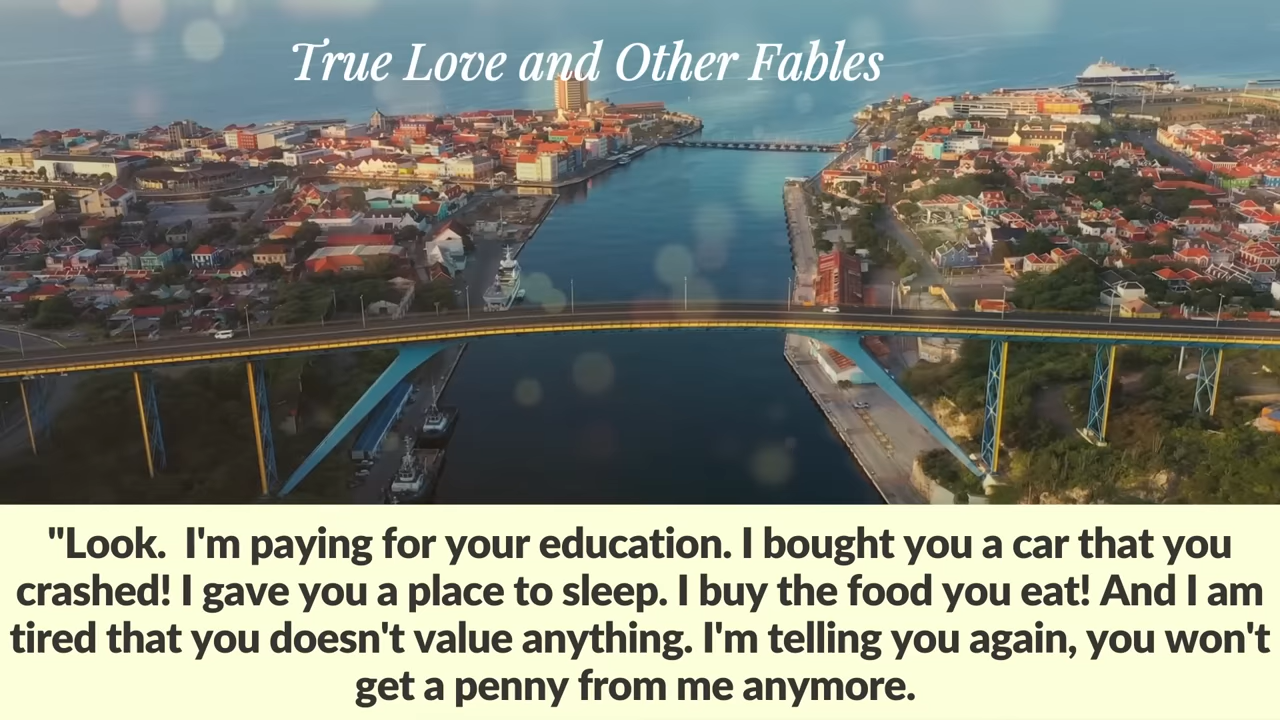 True Love and Other Fables
"Look.  I'm paying for your education. I bought you a car that you
crashed! I gave you a place to sleep. I buy the food you eat! And I am
tired that you doesn't value anything. I'm telling you again, you won't
get a penny from me anymore.